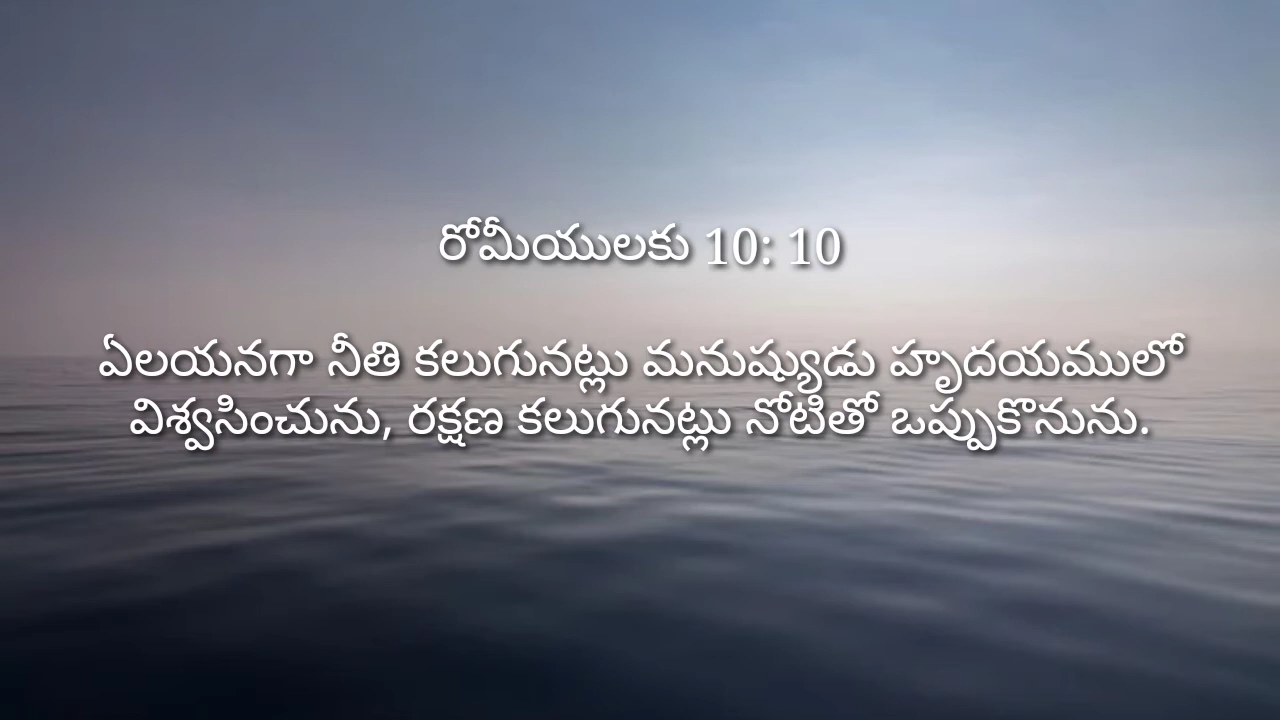 రోమీయులకు 10: 10
ఏలయనగా నీతి కలుగునట్లు మనుష్యుడు హృదయములో
విశ్వసించును, రక్షణ కలుగునట్లు నోటితో ఒప్పుకొనును.